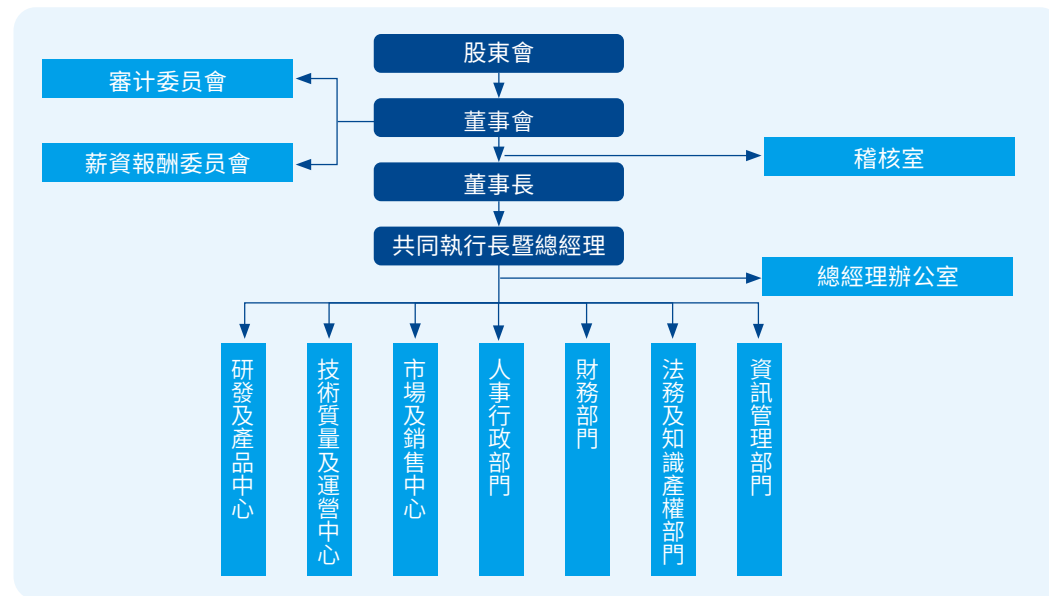 股東會
審计委员會
董事會
薪資報酬委员會
稽核室
董事長
共同執行長暨總經理
總經理辦公室
研發及產品中心
技術質量及運營中心
市場及銷售中心
人事行政部門
財務部門
法務及知識產權部門
資訊管理部門